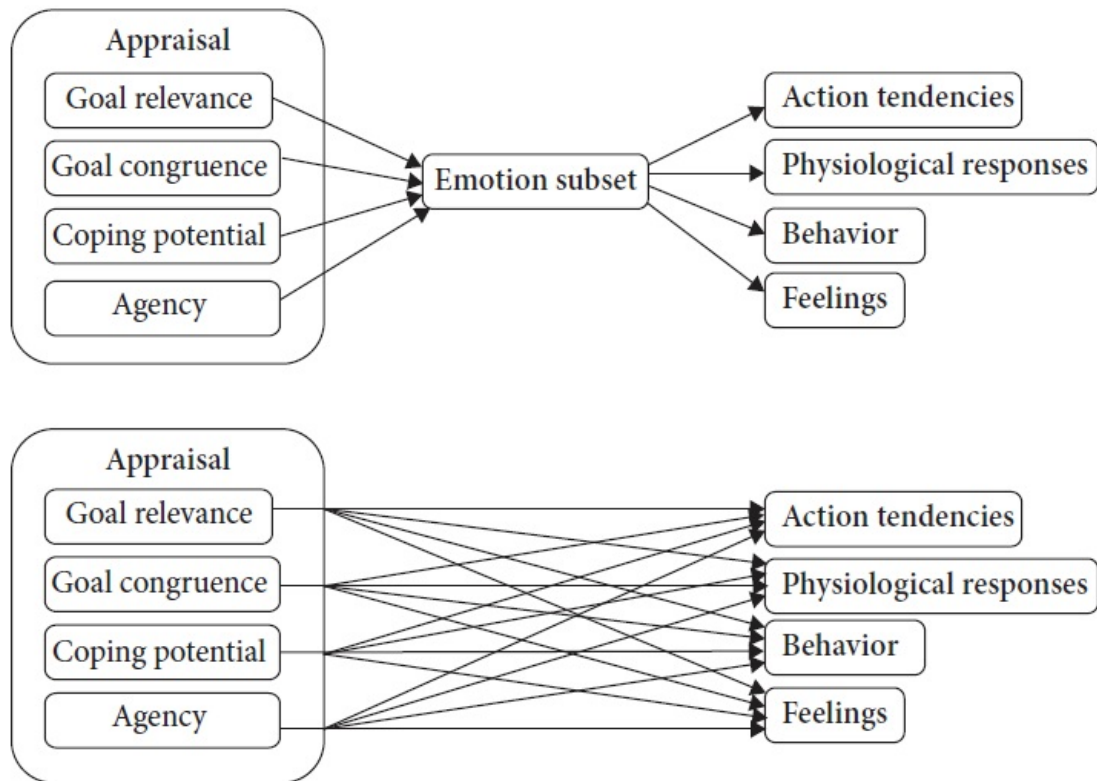 Appraisal
Goal relevance
Goal congruence
Coping potential
Agency
Emotion subset
Action tendencies
Physiological responses
Behavior
Feelings
Appraisal
Goal relevance
Goal congruence
Coping potential
Agency
Action tendencies
Physiological responses
Behavior
Feelings